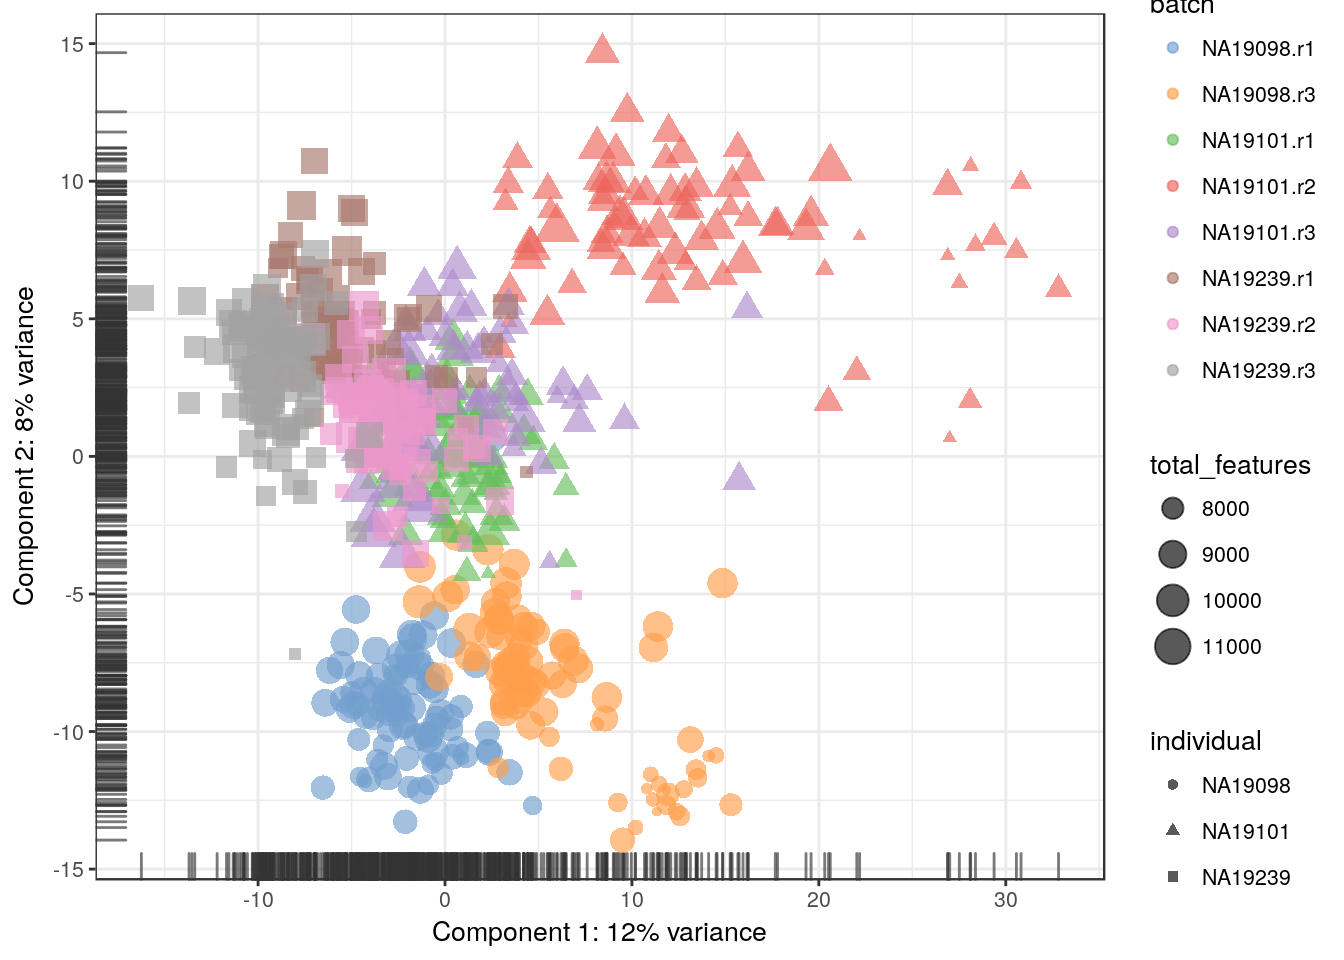 batch
NA19098.r1
NA19098.r3
NA19101.r1
NA19101.r2
NA19101.r3
NA19239.r1
NA19239.r2
NA19239.r3
total_features
8000
9000
10000
11000
individual
NA19098
NA19101
NA19239
15
10
5
0
-5
-10
-15
Component 2: 8% variance
-10
0
10
20
30
Component 1: 12% variance